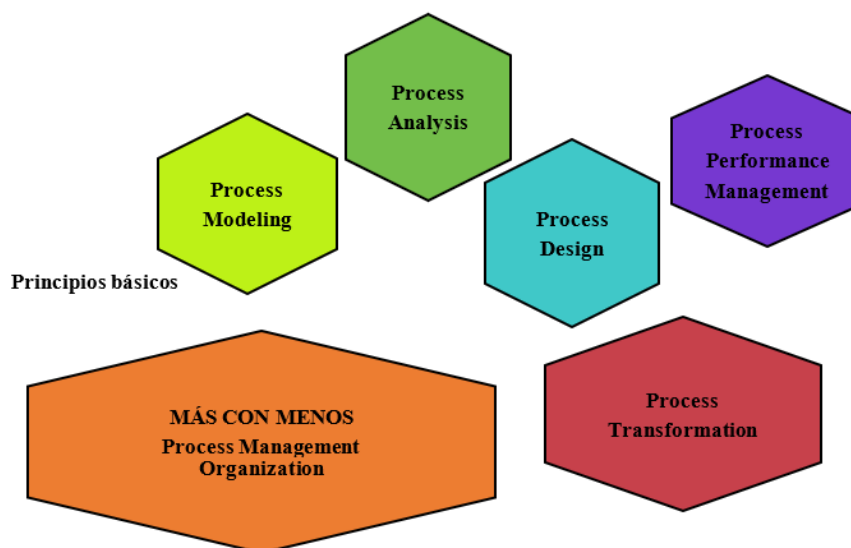 Process
Analysis
Process
Performance
Management
Process
Modeling
Process
Design
Principios básicos
MÁS CON MENOS
Process Management
Organization
Process
Transformation